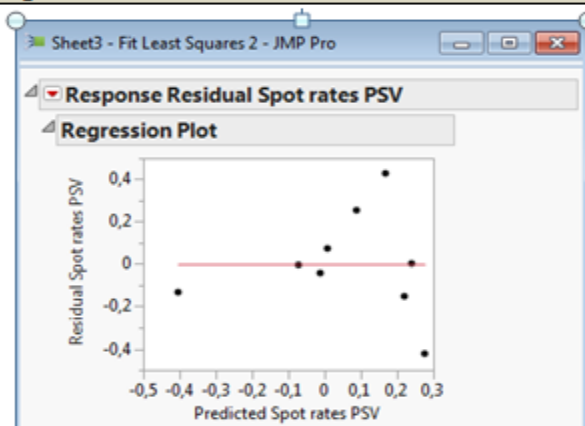 Sheet3 - Fit Least Squares 2 - JMP Pro
Response Residual Spot rates PSV
Regression Plot
Residual Spot rates PSV
0,4
0,2
0
-0,2
-0,4
-0,5 -0,4 -0,3 -0,2 -0,1 0 0,1 0,2 0,3
Predicted Spot rates PSV